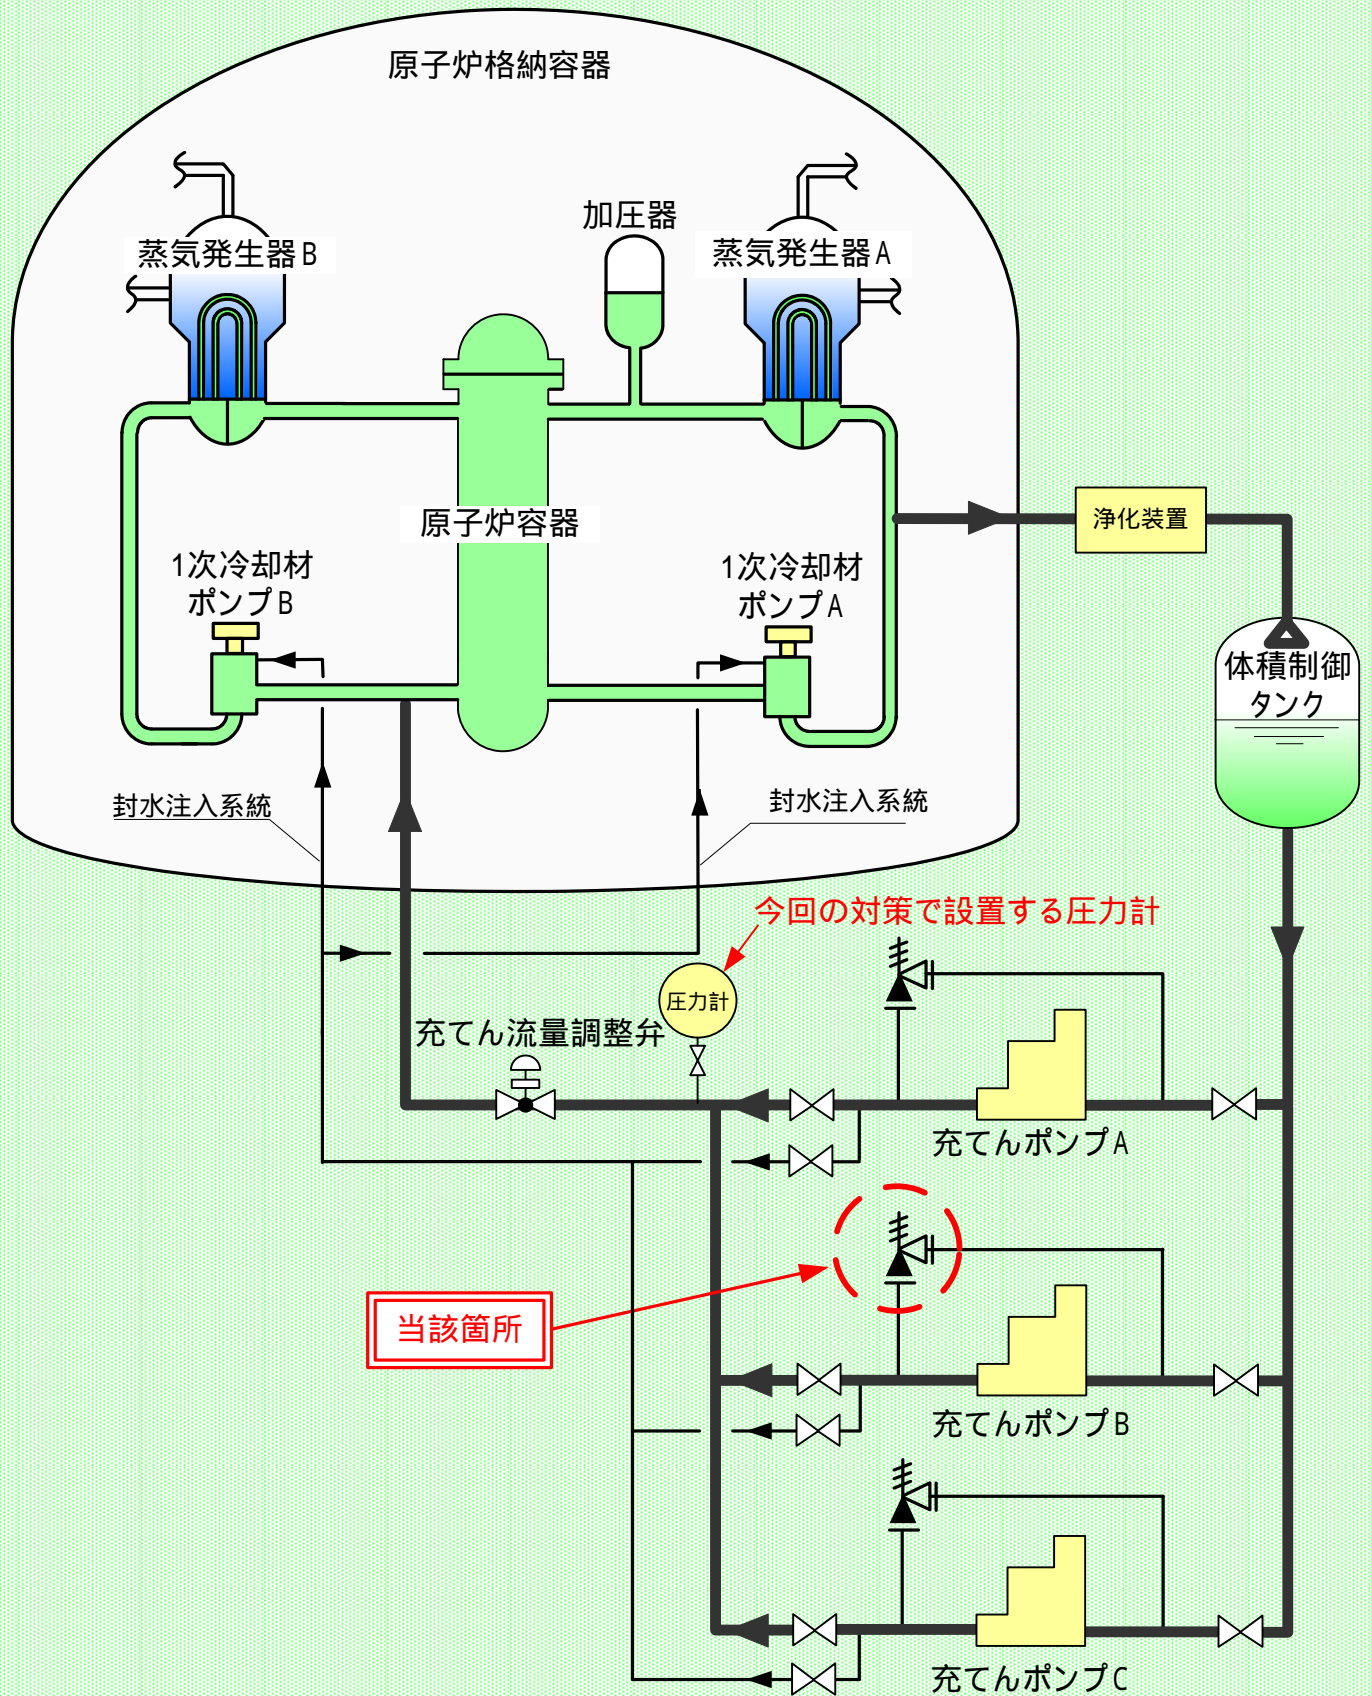 原子炉格納容器
加圧器
蒸気発生器B
蒸気発生器A
原子炉容器
浄化装置
1次冷却材
ポンプB
1次冷却材
ポンプA
体積制御
タンク
封水注入系統
封水注入系統
今回の対策で設置する圧力計
圧力計
充てん流量調整弁
充てんポンプA
当該箇所
充てんポンプB
充てんポンプC